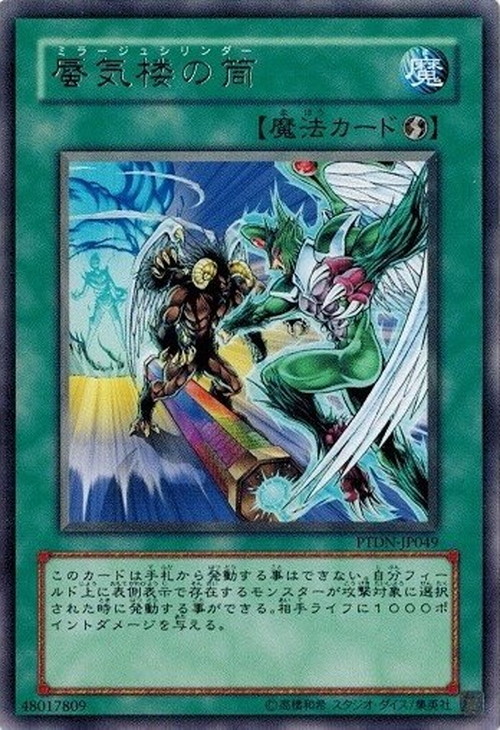 ミラージュシリンダー
蜃気楼の筒
魔
まほう
【魔法カード】
PTDN-JP049
このカードは手札から発動する事はできない。自分フィー
ルド上に表側表示で存在するモンスターが攻撃対象に選択
された時に発動する事ができる。相手ライフに1000ポ
イントダメージを与える。
48017809
©高橋和希 スタジオ・ダイス/集英社